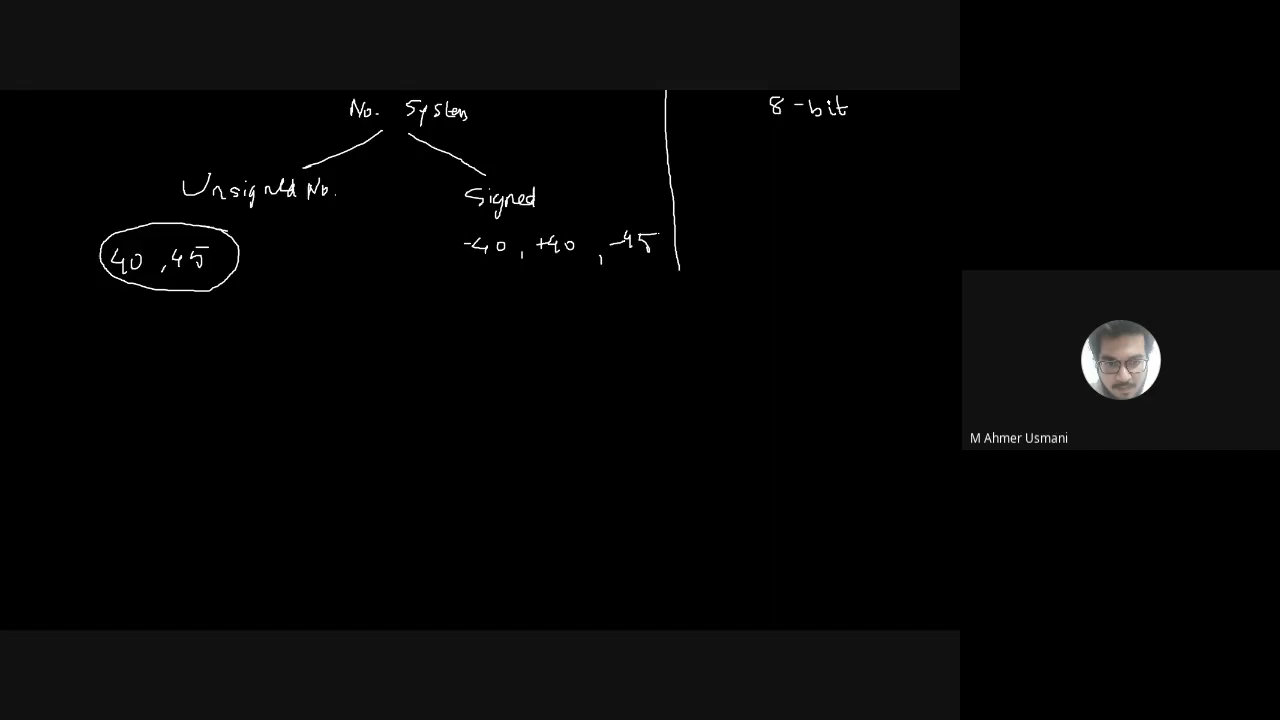 No. System
8-bit
Unsigned No.
Signed
40, 45
-40, +40, -45
M Ahmer Usmani